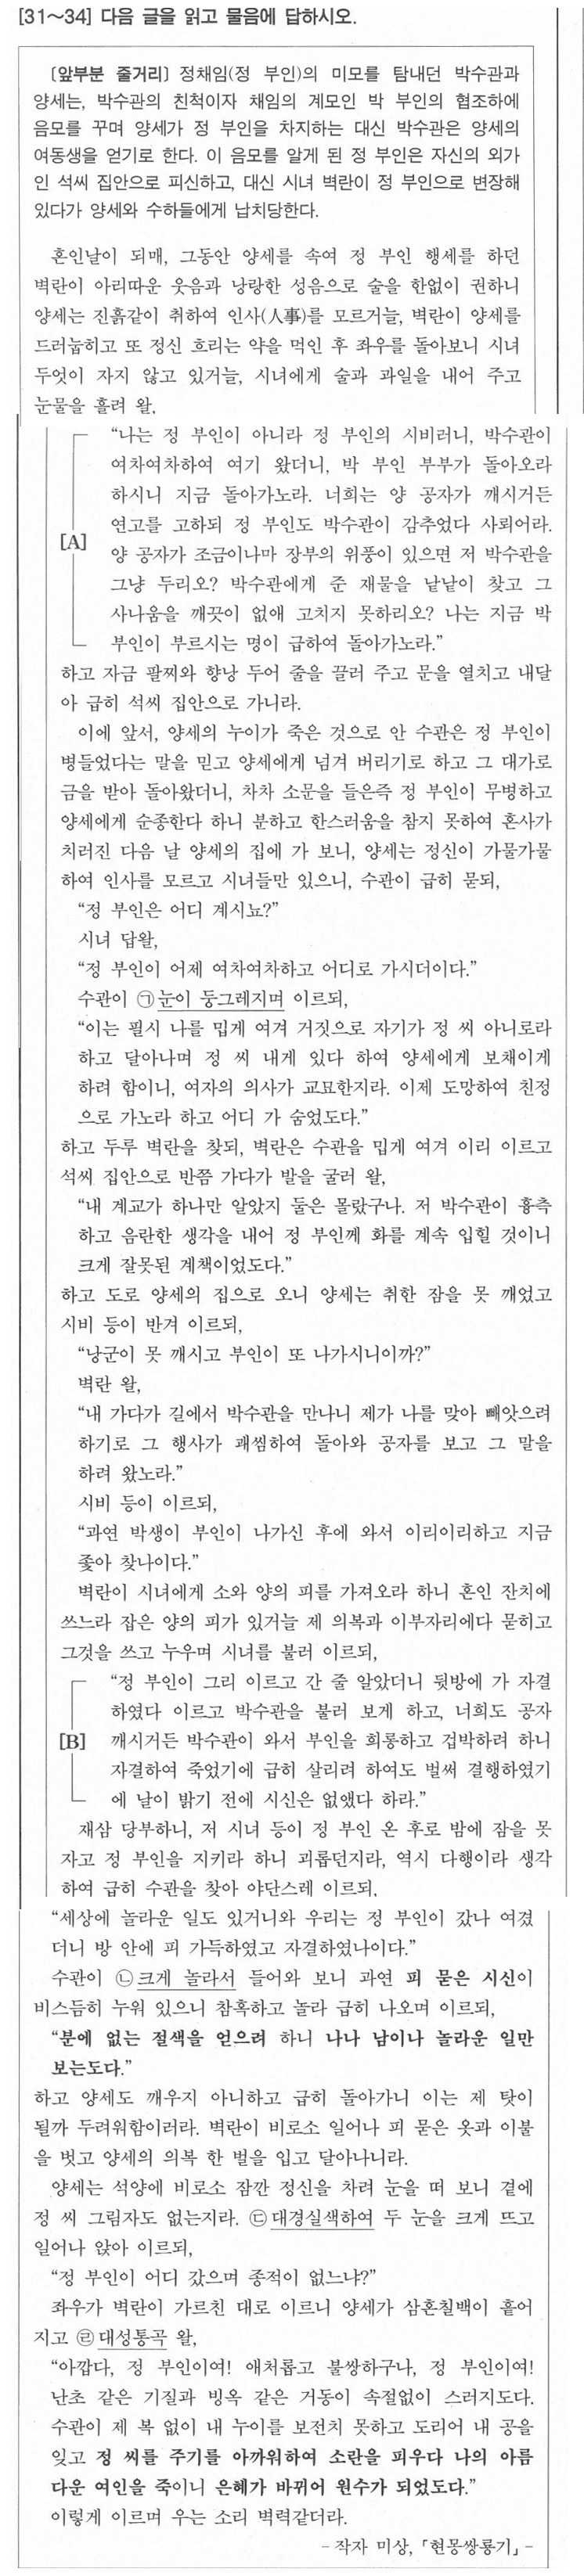 [31~34] 다음 글을 읽고 물음에 답하시오.
〔앞부분 줄거리〕 정채임(정 부인)의 미모를 탐내던 박수관과
양세는, 박수관의 친척이자 채임의 계모인 박 부인의 협조하에
음모를 꾸며 양세가 정 부인을 차지하는 대신 박수관은 양세의
여동생을 얻기로 한다. 이 음모를 알게 된 정 부인은 자신의 외가
인 석씨 집안으로 피신하고, 대신 시녀 벽란이 정 부인으로 변장해
있다가 양세와 수하들에게 납치당한다.
혼인날이 되매, 그동안 양세를 속여 정 부인 행세를 하던
벽란이 아리따운 웃음과 낭랑한 성음으로 술을 한없이 권하니
양세는 진흙같이 취하여 인사(人事)를 모르거늘, 벽란이 양세를
드러눕히고 또 정신 흐리는 약을 먹인 후 좌우를 돌아보니 시녀
두엇이 자지 않고 있거늘, 시녀에게 술과 과일을 내어 주고
눈물을 흘려 왈,
“나는 정 부인이 아니라 정 부인의 시비러니, 박수관이
여차여차하여 여기 왔더니, 박 부인 부부가 돌아오라
하시니 지금 돌아가노라. 너희는 양 공자가 깨시거든
연고를 고하되 정 부인도 박수관이 감추었다 사뢰어라.
[A] 양 공자가 조금이나마 장부의 위풍이 있으면 저 박수관을
그냥 두리오? 박수관에게 준 재물을 낱낱이 찾고 그
사나움을 깨끗이 없애 고치지 못하리오? 나는 지금 박
부인이 부르시는 명이 급하여 돌아가노라.”
하고 자금 팔찌와 향낭 두어 줄을 끌러 주고 문을 열치고 내달
아 급히 석씨 집안으로 가니라.
이에 앞서, 양세의 누이가 죽은 것으로 안 수관은 정 부인이
병들었다는 말을 믿고 양세에게 넘겨 버리기로 하고 그 대가로
금을 받아 돌아왔더니, 차차 소문을 들은즉 정 부인이 무병하고
양세에게 순종한다 하니 분하고 한스러움을 참지 못하여 혼사가
치러진 다음 날 양세의 집에 가 보니, 양세는 정신이 가물가물
하여 인사를 모르고 시녀들만 있으니, 수관이 급히 묻되,
“정 부인은 어디 계시뇨?”
시녀 답왈,
“정 부인이 어제 여차여차하고 어디로 가시더이다.”
수관이 ㉠눈이 둥그레지며 이르되,
“이는 필시 나를 밉게 여겨 거짓으로 자기가 정 씨 아니로라
하고 달아나며 정 씨 내게 있다 하여 양세에게 보채이게
하려 함이니, 여자의 의사가 교묘한지라. 이제 도망하여 친정
으로 가노라 하고 어디 가 숨었도다.”
하고 두루 벽란을 찾되, 벽란은 수관을 밉게 여겨 이리 이르고
석씨 집안으로 반쯤 가다가 발을 굴러 왈,
“내 계교가 하나만 알았지 둘은 몰랐구나. 저 박수관이 흉측
하고 음란한 생각을 내어 정 부인께 화를 계속 입힐 것이니
크게 잘못된 계책이었도다.”
하고 도로 양세의 집으로 오니 양세는 취한 잠을 못 깨었고
시비 등이 반겨 이르되,
“낭군이 못 깨시고 부인이 또 나가시니이까?”
벽란 왈,
“내 가다가 길에서 박수관을 만나니 제가 나를 맞아 빼앗으려
하기로 그 행사가 괘씸하여 돌아와 공자를 보고 그 말을
하려 왔노라.”
시비 등이 이르되,
“과연 박생이 부인이 나가신 후에 와서 이리이리하고 지금
좇아 찾나이다.”
벽란이 시녀에게 소와 양의 피를 가져오라 하니 혼인 잔치에
쓰느라 잡은 양의 피가 있거늘 제 의복과 이부자리에다 묻히고
그것을 쓰고 누우며 시녀를 불러 이르되,
“정 부인이 그리 이르고 간 줄 알았더니 뒷방에 가 자결
하였다 이르고 박수관을 불러 보게 하고, 너희도 공자
[B] 깨시거든 박수관이 와서 부인을 희롱하고 겁박하려 하니
자결하여 죽었기에 급히 살리려 하여도 벌써 결행하였기
에 날이 밝기 전에 시신은 없앴다 하라.”
재삼 당부하니, 저 시녀 등이 정 부인 온 후로 밤에 잠을 못
자고 정 부인을 지키라 하니 괴롭던지라, 역시 다행이라 생각
하여 급히 수관을 찾아 야단스레 이르되,
“세상에 놀라운 일도 있거니와 우리는 정 부인이 갔나 여겼
더니 방 안에 피 가득하였고 자결하였나이다.”
수관이 ㉡크게 놀라서 들어와 보니 과연 피 묻은 시신이
비스듬히 누워 있으니 참혹하고 놀라 급히 나오며 이르되,
“분에 없는 절색을 얻으려 하니 나나 남이나 놀라운 일만
보는도다.”
하고 양세도 깨우지 아니하고 급히 돌아가니 이는 제 탓이
될까 두려워함이러라. 벽란이 비로소 일어나 피 묻은 옷과 이불
을 벗고 양세의 의복 한 벌을 입고 달아나니라.
양세는 석양에 비로소 잠깐 정신을 차려 눈을 떠 보니 곁에
정 씨 그림자도 없는지라. ㉢대경실색하여 두 눈을 크게 뜨고
일어나 앉아 이르되,
“정 부인이 어디 갔으며 종적이 없느냐?”
좌우가 벽란이 가르친 대로 이르니 양세가 삼혼칠백이 흩어
지고 ㉣대성통곡 왈,
“아깝다, 정 부인이여! 애처롭고 불쌍하구나, 정 부인이여!
난초 같은 기질과 빙옥 같은 거동이 속절없이 스러지도다.
수관이 제 복 없이 내 누이를 보전치 못하고 도리어 내 공을
잊고 정 씨를 주기를 아까워하여 소란을 피우다 나의 아름
다운 여인을 죽이니 은혜가 바뀌어 원수가 되었도다.”
이렇게 이르며 우는 소리 벽력같더라.
- 작자 미상, 「현몽쌍룡기」 -